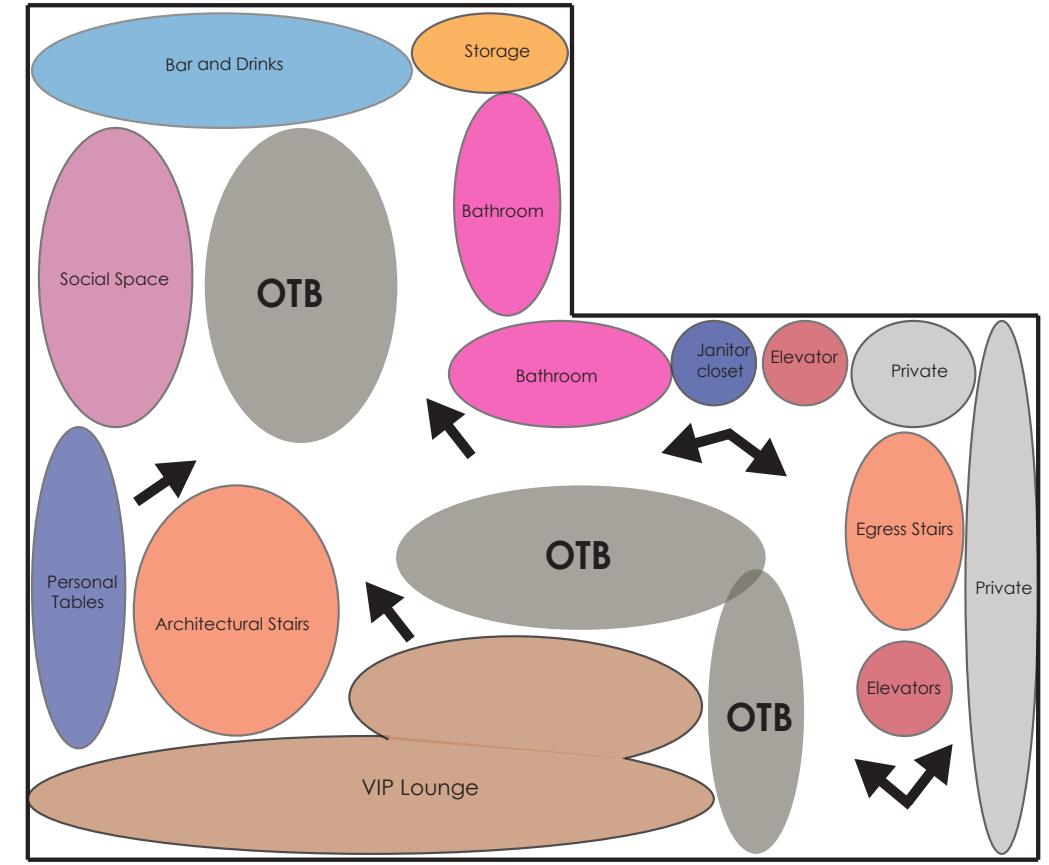 Bar and Drinks
Storage
Bathroom
Social Space
OTB
Bathroom
Janitor
closet
Elevator
Private
Egress Stairs
OTB
Personal
Tables
Architectural Stairs
Private
Elevators
OTB
VIP Lounge